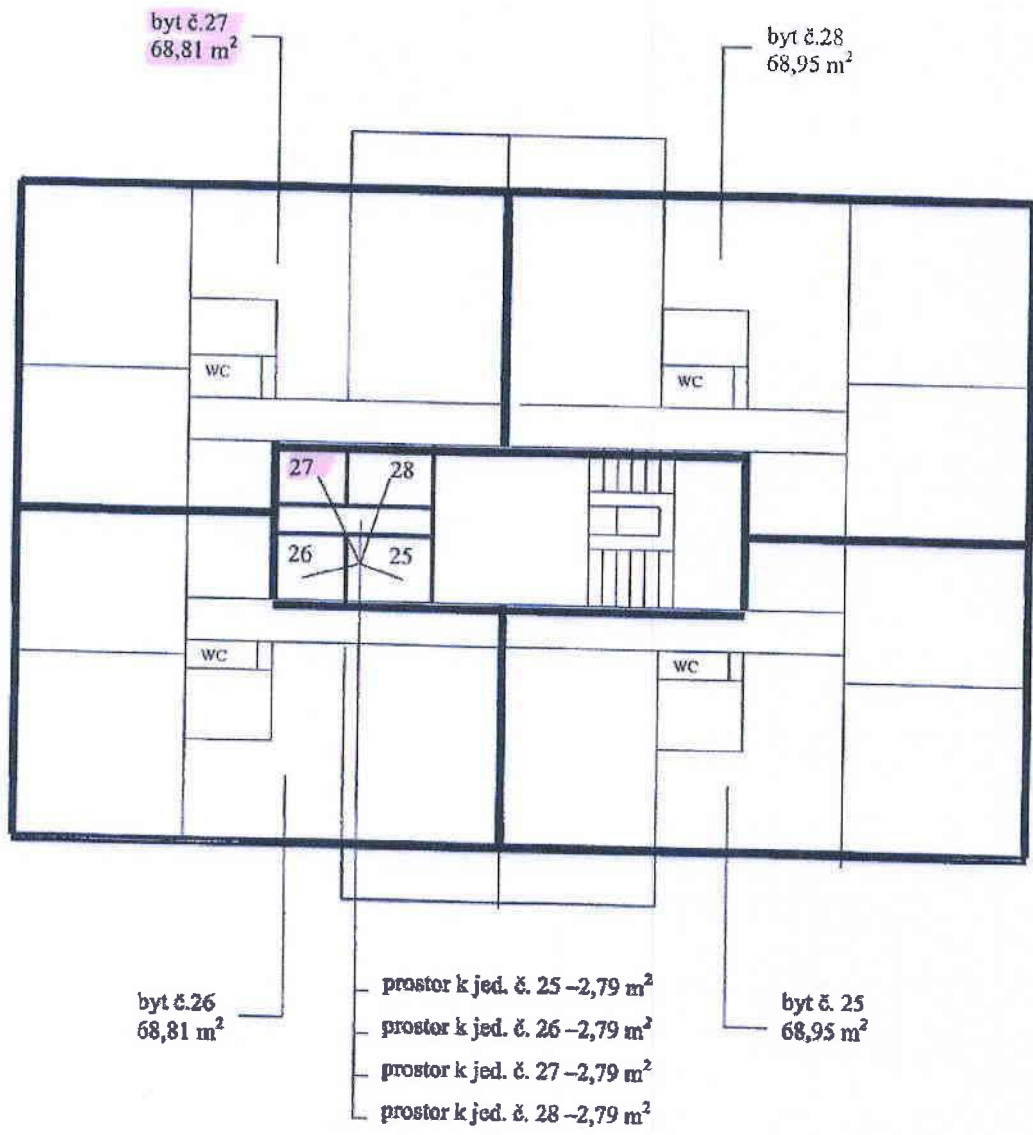 byt č.27
68,81 m²
byt č.28
68,95 m²
WC
WC
27
28
26
25
WC
WC
byt č.26
68,81 m²
prostor k jed. č. 25 –2,79 m²
prostor k jed. č. 26 –2,79 m²
prostor k jed. č. 27 –2,79 m²
prostor k jed. č. 28 –2,79 m²
byt č. 25
68,95 m²